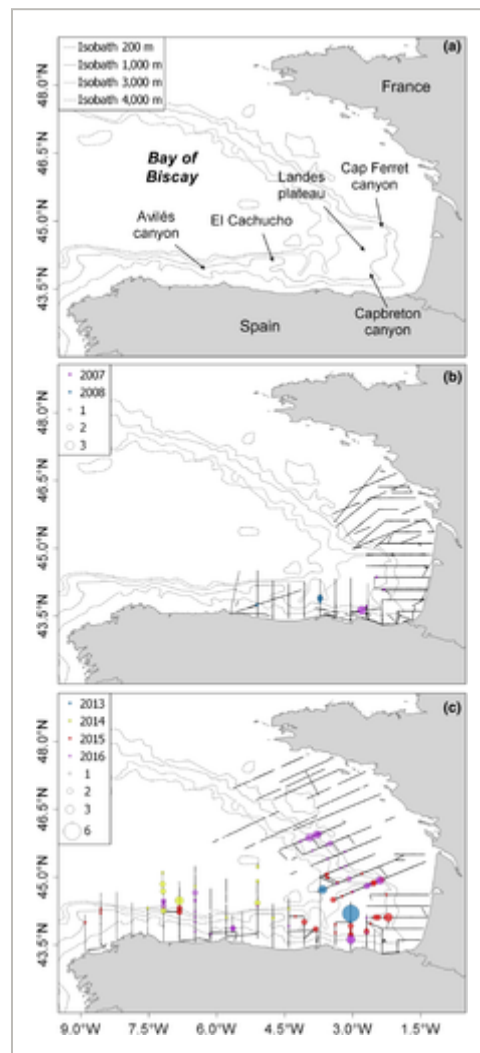 Isobath 200 m
Isobath 1,000 m
Isobath 3,000 m
Isobath 4,000 m
(a)
France
48.0°N
46.5°N
45.0°N
43.5°N
Bay of
Biscay
Landes
plateau
Cap Ferret
canyon
Avilés
canyon
El Cachucho
Capbreton
canyon
Spain
2007
2008
1
2
3
(b)
48.0°N
46.5°N
45.0°N
43.5°N
2013
2014
2015
2016
1
2
3
6
(c)
48.0°N
46.5°N
45.0°N
43.5°N
9.0°W 7.5°W 6.0°W 4.5°W 3.0°W 1.5°W